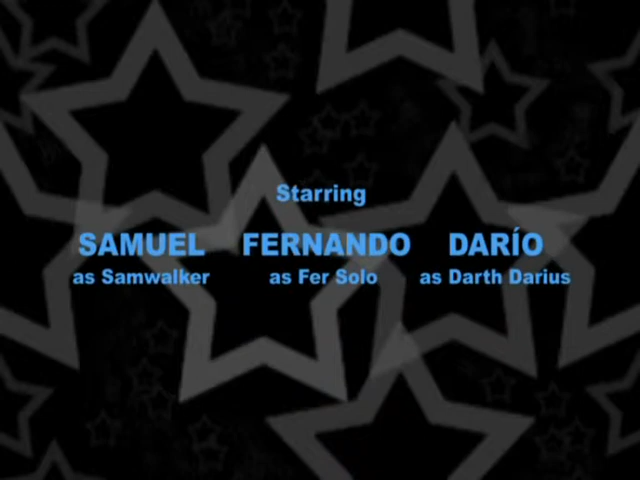 Starring
SAMUEL FERNANDO DARÍO
as Samwalker as Fer Solo as Darth Darius